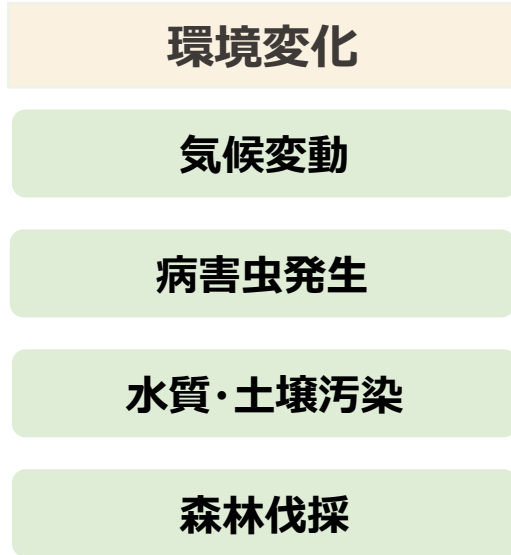 環境変化
気候変動
病害虫発生
水質・土壌汚染
森林伐採